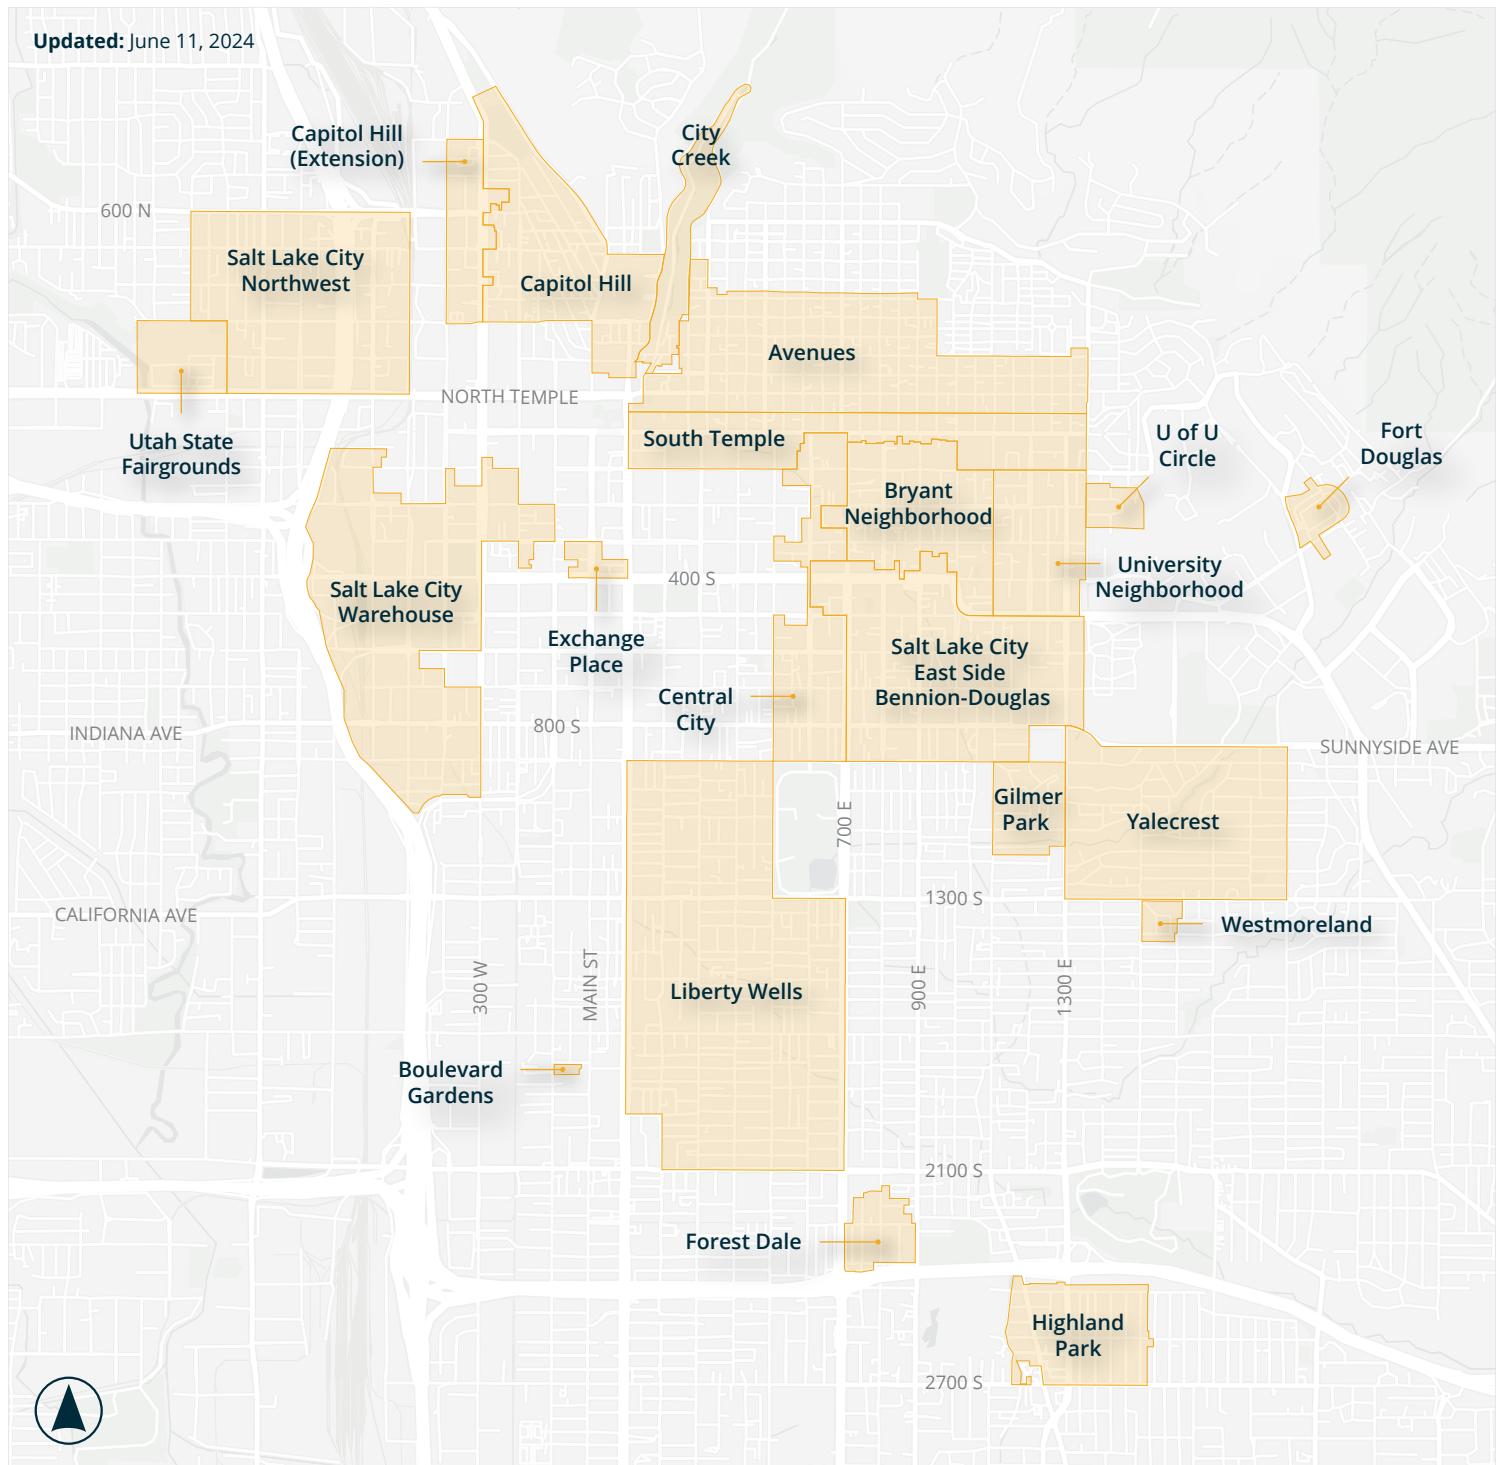 Updated: June 11, 2024
Capitol Hill
(Extension)
City
Creek
600 N
Salt Lake City
Northwest
Capitol Hill
Avenues
NORTH TEMPLE
Utah State
Fairgrounds
South Temple
U of U
Circle
Fort
Douglas
Bryant
Neighborhood
Salt Lake City
Warehouse
400 S
University
Neighborhood
Exchange
Place
Salt Lake City
East Side
Bennion-Douglas
Central
City
800 S
INDIANA AVE
SUNNYSIDE AVE
Gilmer
Park
700 E
Yalecrest
1300 S
CALIFORNIA AVE
Westmoreland
300 W
MAIN ST
Liberty Wells
900 E
1300 E
Boulevard
Gardens
2100 S
Forest Dale
Highland
Park
2700 S